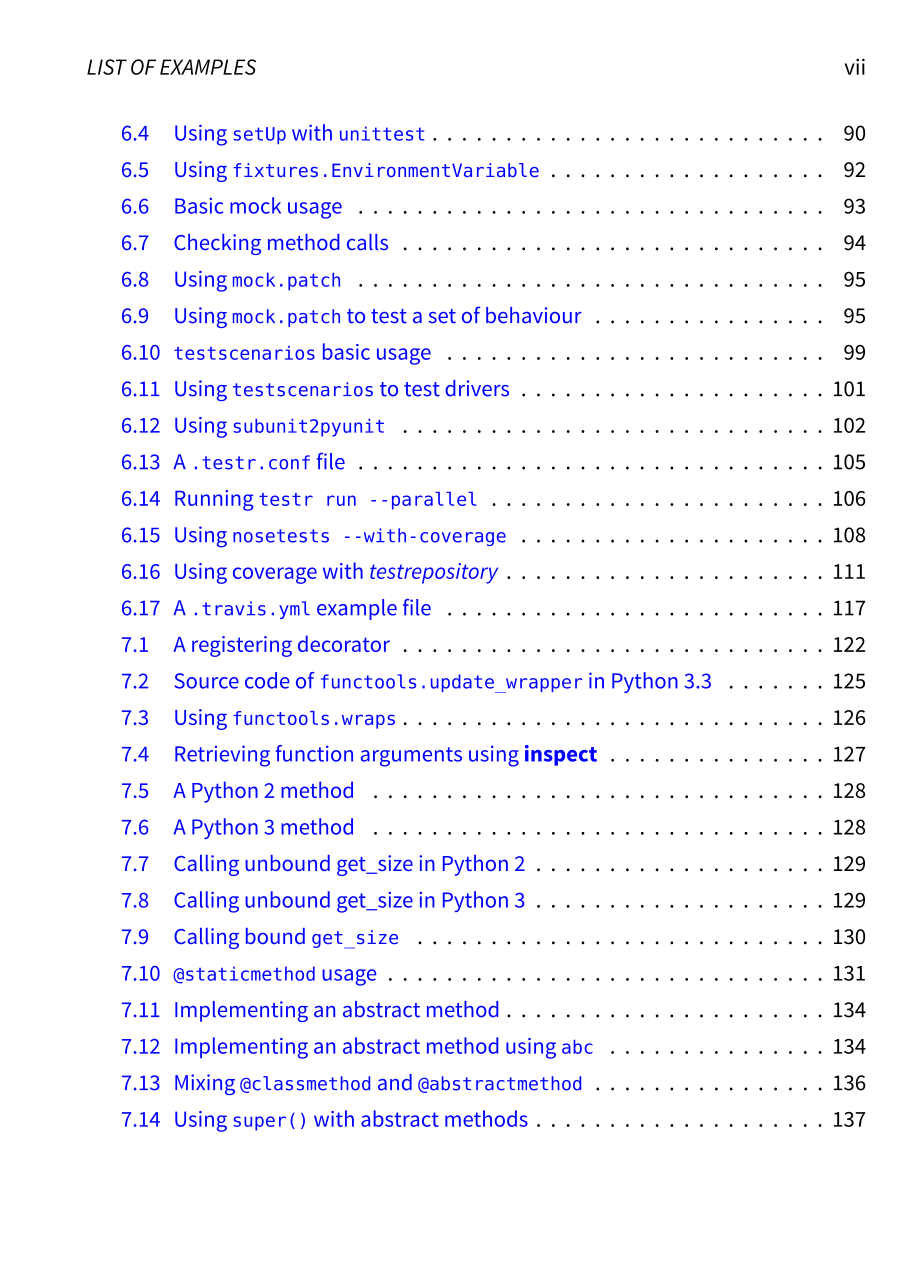 LIST OF EXAMPLES vii
6.4 Using setUp with unittest . . . . . . . . . . . . . . . . . . . . . . . . . . . 90
6.5 Using fixtures.EnvironmentVariable . . . . . . . . . . . . . . . . . . . 92
6.6 Basic mock usage . . . . . . . . . . . . . . . . . . . . . . . . . . . . . . . . 93
6.7 Checking method calls . . . . . . . . . . . . . . . . . . . . . . . . . . . . . 94
6.8 Using mock.patch . . . . . . . . . . . . . . . . . . . . . . . . . . . . . . . . 95
6.9 Using mock.patch to test a set of behaviour . . . . . . . . . . . . . . . . 95
6.10 testscenarios basic usage . . . . . . . . . . . . . . . . . . . . . . . . . . 99
6.11 Using testscenarios to test drivers . . . . . . . . . . . . . . . . . . . . . 101
6.12 Using subunit2pyunit . . . . . . . . . . . . . . . . . . . . . . . . . . . . . 102
6.13 A .testr.conf file . . . . . . . . . . . . . . . . . . . . . . . . . . . . . . . . 105
6.14 Running testr run --parallel . . . . . . . . . . . . . . . . . . . . . . . 106
6.15 Using nosetests --with-coverage . . . . . . . . . . . . . . . . . . . . . 108
6.16 Using coverage with testrepository . . . . . . . . . . . . . . . . . . . . . . 111
6.17 A .travis.yml example file . . . . . . . . . . . . . . . . . . . . . . . . . . 117
7.1 A registering decorator . . . . . . . . . . . . . . . . . . . . . . . . . . . . . 122
7.2 Source code of functools.update_wrapper in Python 3.3 . . . . . . . 125
7.3 Using functools.wraps . . . . . . . . . . . . . . . . . . . . . . . . . . . . . 126
7.4 Retrieving function arguments using inspect . . . . . . . . . . . . . . . 127
7.5 A Python 2 method . . . . . . . . . . . . . . . . . . . . . . . . . . . . . . . 128
7.6 A Python 3 method . . . . . . . . . . . . . . . . . . . . . . . . . . . . . . . 128
7.7 Calling unbound get_size in Python 2 . . . . . . . . . . . . . . . . . . . . 129
7.8 Calling unbound get_size in Python 3 . . . . . . . . . . . . . . . . . . . . 129
7.9 Calling bound get_size . . . . . . . . . . . . . . . . . . . . . . . . . . . . 130
7.10 @staticmethod usage . . . . . . . . . . . . . . . . . . . . . . . . . . . . . . 131
7.11 Implementing an abstract method . . . . . . . . . . . . . . . . . . . . . . 134
7.12 Implementing an abstract method using abc . . . . . . . . . . . . . . . 134
7.13 Mixing @classmethod and @abstractmethod . . . . . . . . . . . . . . . . 136
7.14 Using super() with abstract methods . . . . . . . . . . . . . . . . . . . . 137